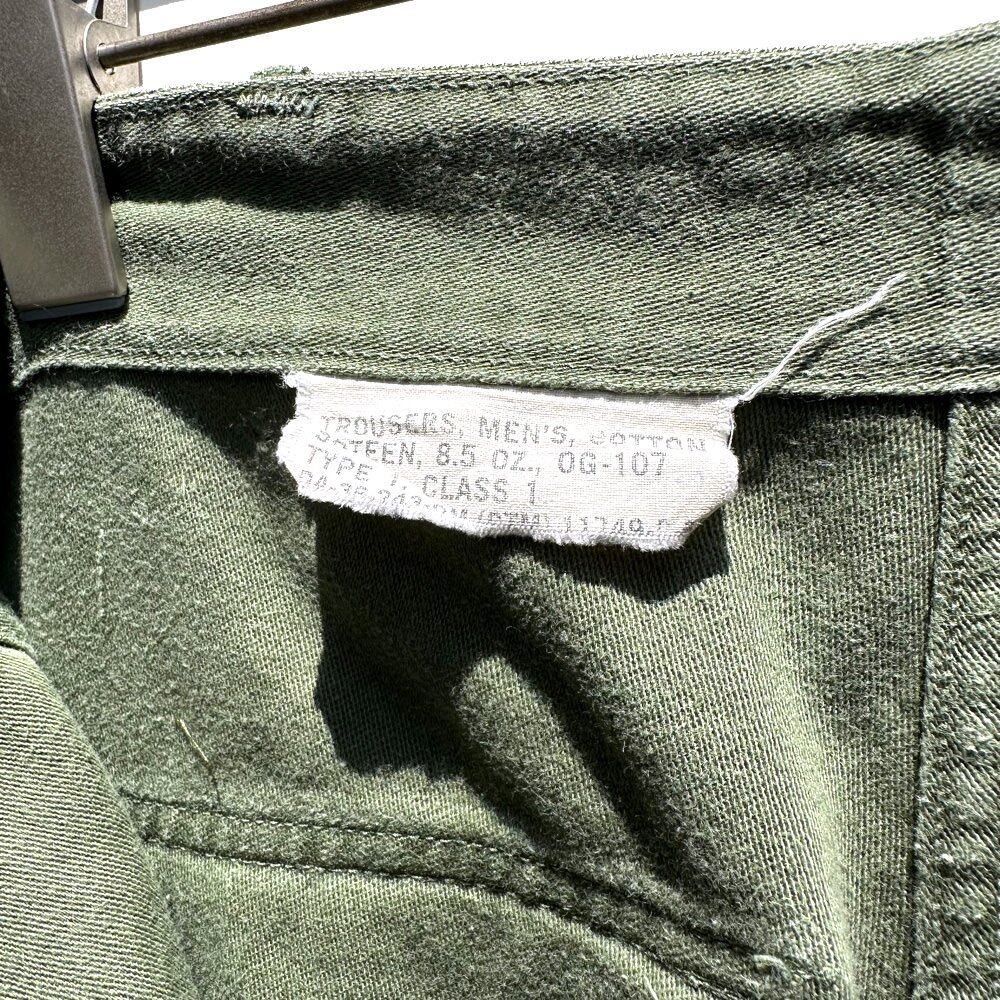 TROUSERS, MEN'S, COTTON
SATEEN, 8.5 OZ., OG-107
TYPE I, CLASS 1